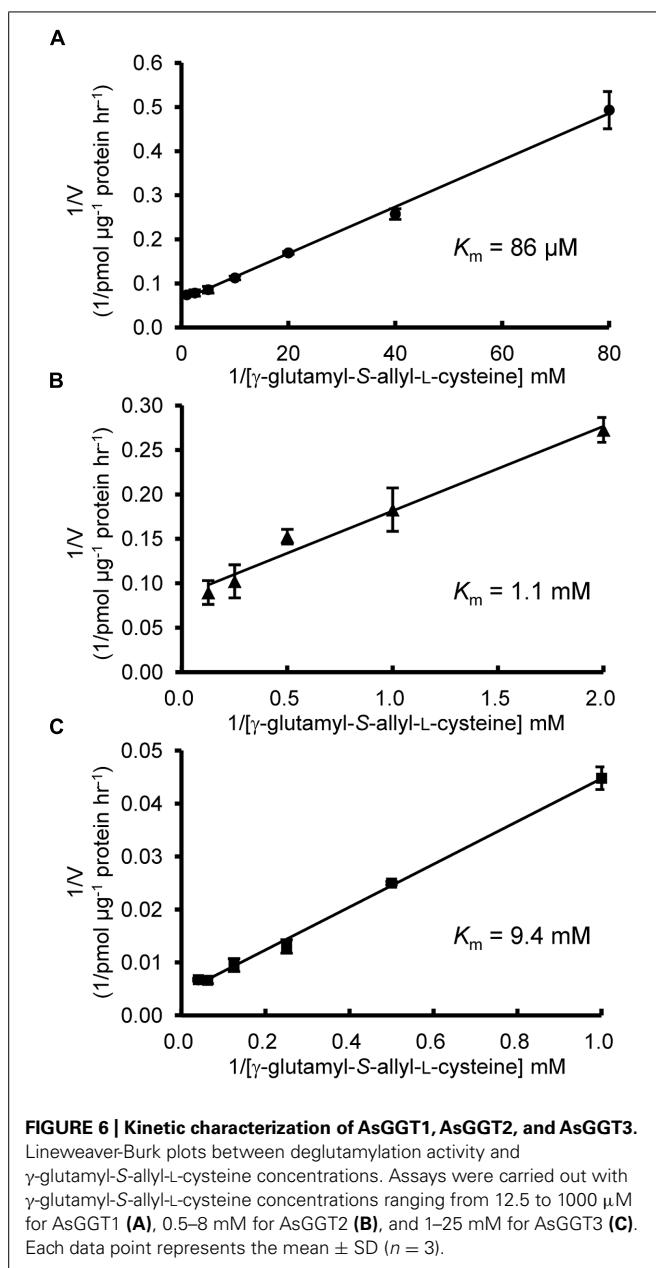 A
0.6
0.5
0.4
0.3
0.2
0.1
0.0
1/V
(1/pmol μg⁻¹ protein hr⁻¹)
Kₘ = 86 μM
0 20 40 60 80
1/[γ-glutamyl-S-allyl-L-cysteine] mM
B
0.30
0.25
0.20
0.15
0.10
0.05
0.00
1/V
(1/pmol μg⁻¹ protein hr⁻¹)
Kₘ = 1.1 mM
0.0 0.5 1.0 1.5 2.0
1/[γ-glutamyl-S-allyl-L-cysteine] mM
C
0.05
0.04
0.03
0.02
0.01
0.00
1/V
(1/pmol μg⁻¹ protein hr⁻¹)
Kₘ = 9.4 mM
0.0 0.2 0.4 0.6 0.8 1.0
1/[γ-glutamyl-S-allyl-L-cysteine] mM
FIGURE 6 | Kinetic characterization of AsGGT1, AsGGT2, and AsGGT3.
Lineweaver-Burk plots between deglutamylation activity and
γ-glutamyl-S-allyl-L-cysteine concentrations. Assays were carried out with
γ-glutamyl-S-allyl-L-cysteine concentrations ranging from 12.5 to 1000 μM
for AsGGT1 (A), 0.5–8 mM for AsGGT2 (B), and 1–25 mM for AsGGT3 (C).
Each data point represents the mean ± SD (n = 3).